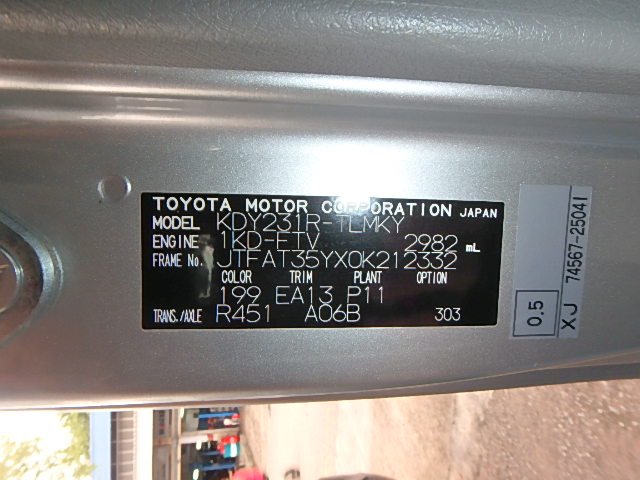 TOYOTA MOTOR CORPORATION JAPAN
MODEL KDY231R-TLMKY
ENGINE 1KD-FTV 2982 mL
FRAME No. JTFAT35YX0K212332
COLOR TRIM PLANT OPTION
199 EA13 P11
TRANS./AXLE R451 A06B 303
0.5
XJ 74567-25041